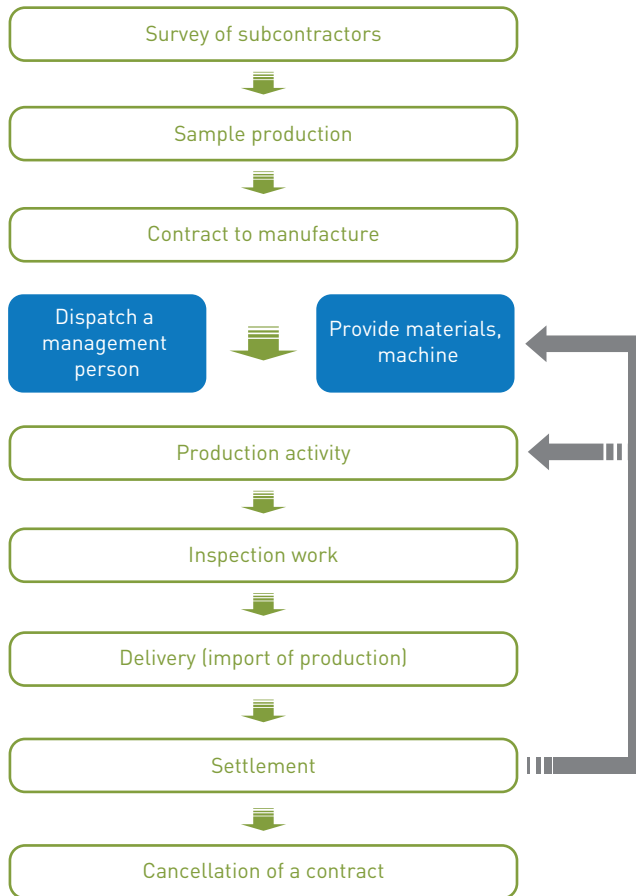 Survey of subcontractors
Sample production
Contract to manufacture
Dispatch a
management
person
Provide materials,
machine
Production activity
Inspection work
Delivery (import of production)
Settlement
Cancellation of a contract